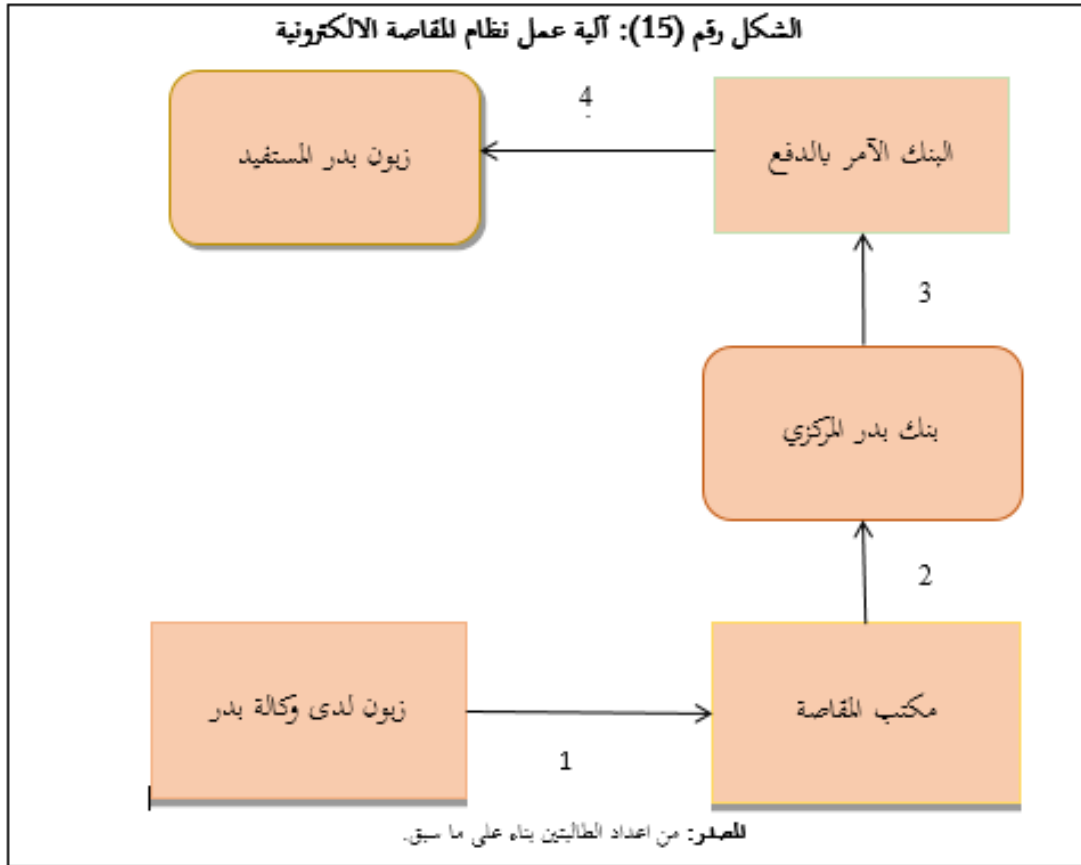 الشكل رقم (15): آلية عمل نظام المقاصة الالكترونية
4
البنك الآمر بالدفع
زبون بدر المستفيد
3
بنك بدر المركزي
2
زبون لدى وكالة بدر
مكتب المقاصة
1
المصدر: من اعداد الطالبتين بناء على ما سبق.